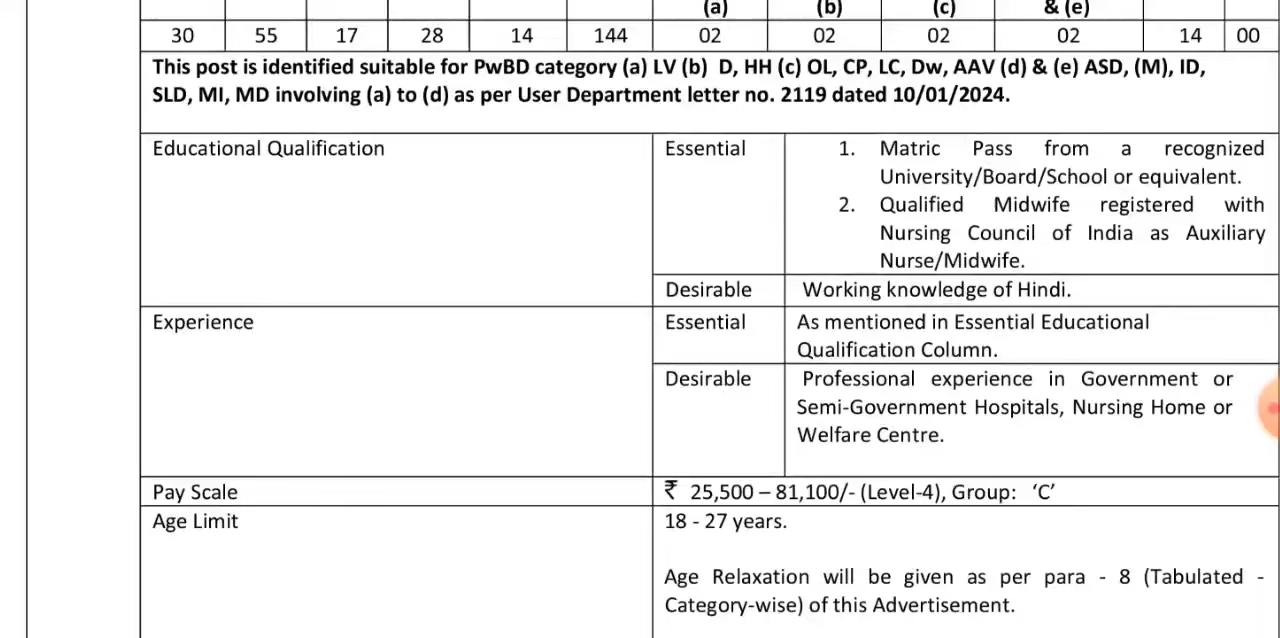 (a) (b) (c) & (e)
30 55 17 28 14 144 02 02 02 02 14 00
This post is identified suitable for PwBD category (a) LV (b) D, HH (c) OL, CP, LC, Dw, AAV (d) & (e) ASD, (M), ID,
SLD, MI, MD involving (a) to (d) as per User Department letter no. 2119 dated 10/01/2024.
Educational Qualification Essential 1. Matric Pass from a recognized
University/Board/School or equivalent.
2. Qualified Midwife registered with
Nursing Council of India as Auxiliary
Nurse/Midwife.
Desirable Working knowledge of Hindi.
Experience Essential As mentioned in Essential Educational
Qualification Column.
Desirable Professional experience in Government or
Semi-Government Hospitals, Nursing Home or
Welfare Centre.
Pay Scale ₹ 25,500 – 81,100/- (Level-4), Group: ‘C’
Age Limit 18 - 27 years.
Age Relaxation will be given as per para - 8 (Tabulated -
Category-wise) of this Advertisement.